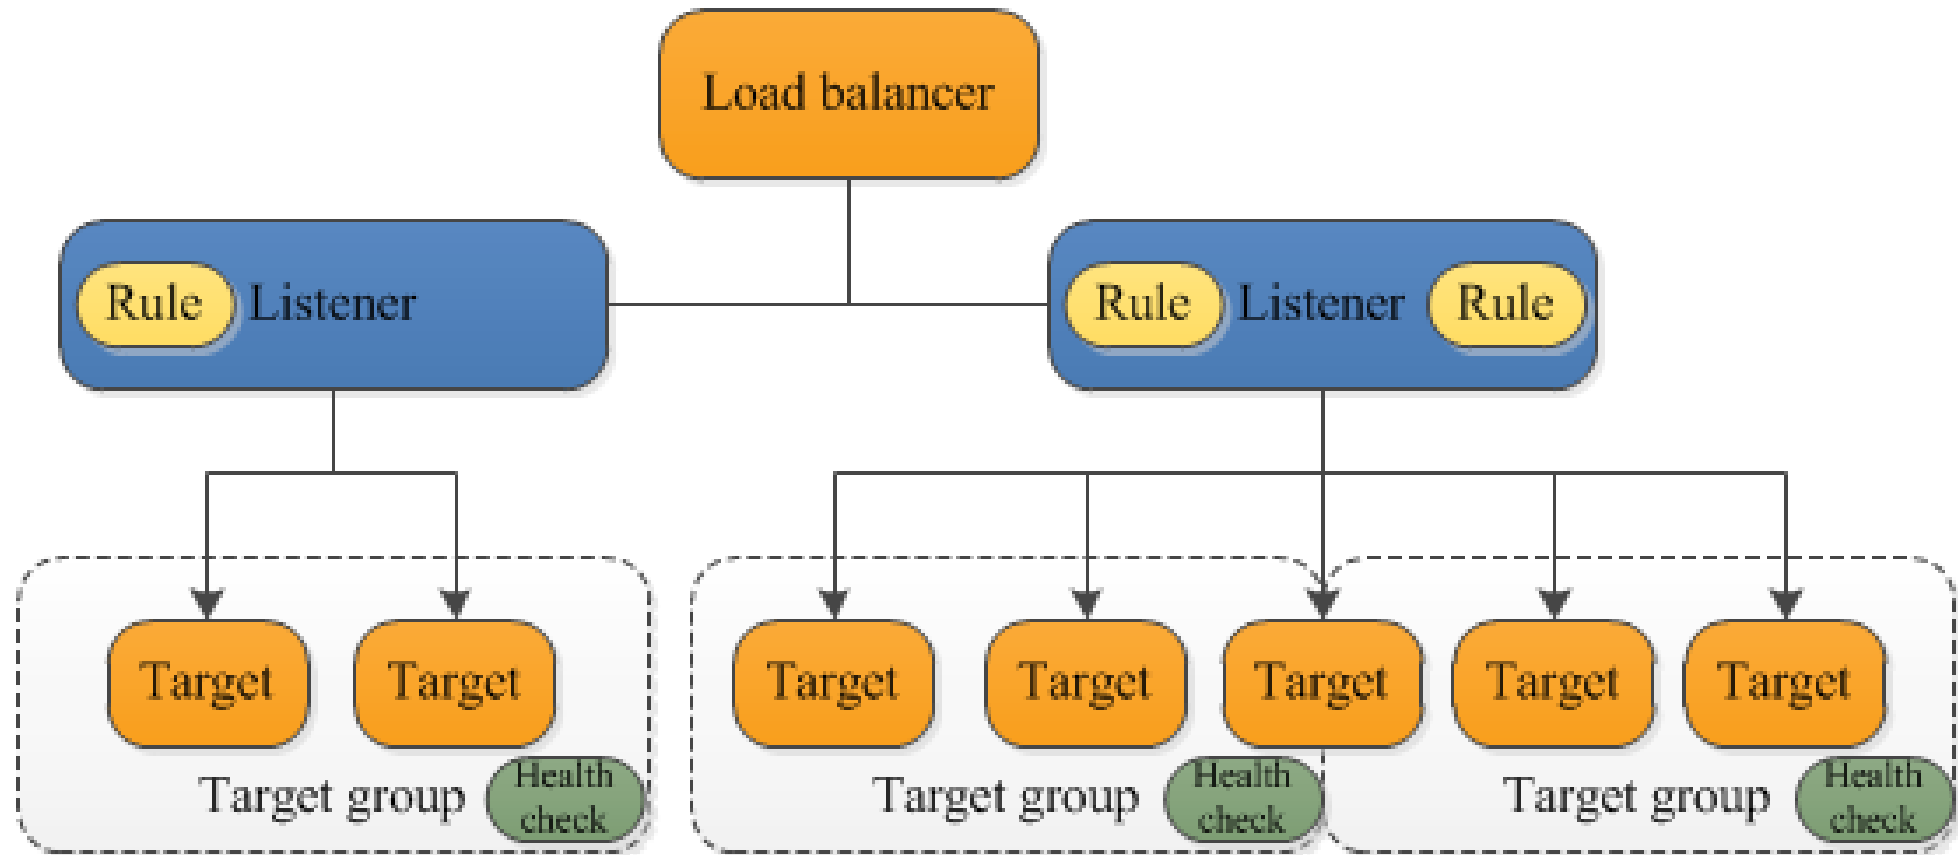 Load balancer
Rule Listener
Rule Listener Rule
Target Target
Target Target Target Target Target
Target group
Health
check
Target group
Health
check
Target group
Health
check